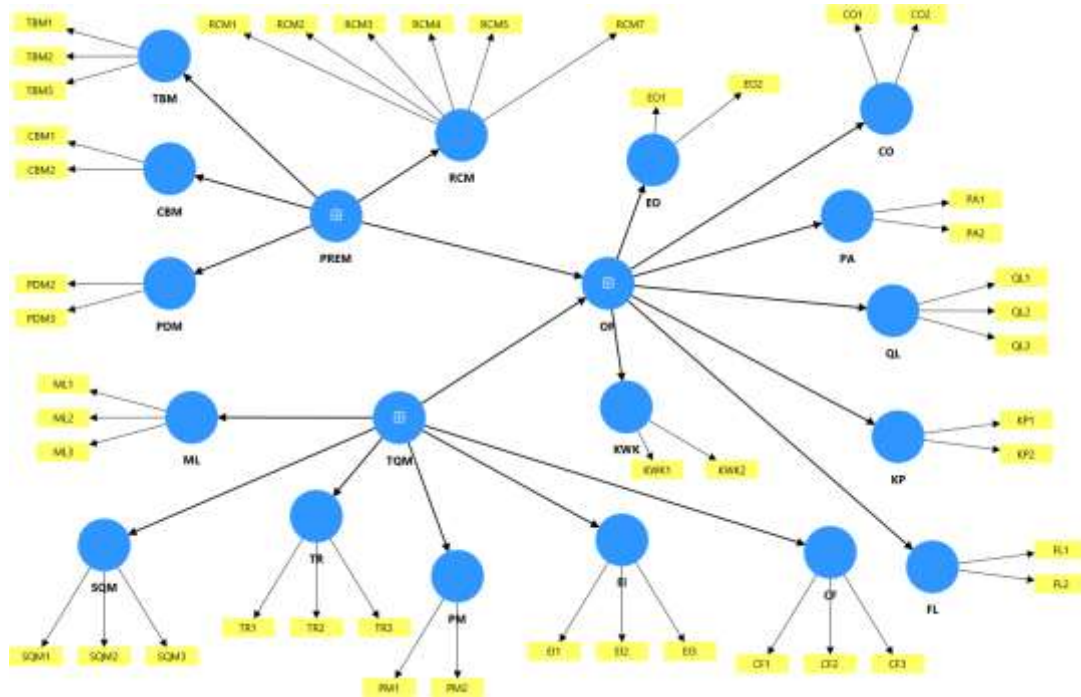 TBM1
TBM2
TBM5
TBM
RCM1
RCM2
RCM3
RCM4
RCM5
RCM7
RCM
CO1
CO2
CO
EO1
EO2
EO
CBM1
CBM2
CBM
PREM
PA1
PA2
PA
PDM2
PDM3
PDM
OP
QL1
QL2
QL3
QL
ML1
ML2
ML3
ML
TQM
KWK
KWK1
KWK2
KP1
KP2
KP
SQM
TR
PM
EI
CF
FL
FL1
FL2
SQM1
SQM2
SQM3
TR1
TR2
TR3
PM1
PM2
EI1
EI2
EI3
CF1
CF2
CF3